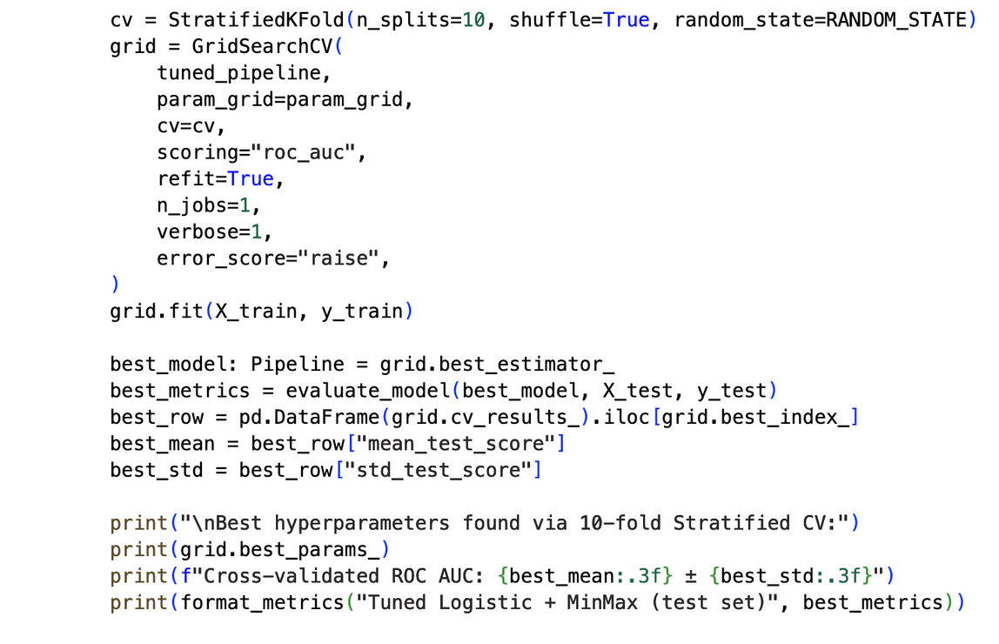 cv = StratifiedKFold(n_splits=10, shuffle=True, random_state=RANDOM_STATE)
grid = GridSearchCV(
    tuned_pipeline,
    param_grid=param_grid,
    cv=cv,
    scoring="roc_auc",
    refit=True,
    n_jobs=1,
    verbose=1,
    error_score="raise",
)
grid.fit(X_train, y_train)

best_model: Pipeline = grid.best_estimator_
best_metrics = evaluate_model(best_model, X_test, y_test)
best_row = pd.DataFrame(grid.cv_results_).iloc[grid.best_index_]
best_mean = best_row["mean_test_score"]
best_std = best_row["std_test_score"]

print("\nBest hyperparameters found via 10-fold Stratified CV:")
print(grid.best_params_)
print(f"Cross-validated ROC AUC: {best_mean:.3f} ± {best_std:.3f}")
print(format_metrics("Tuned Logistic + MinMax (test set)", best_metrics))